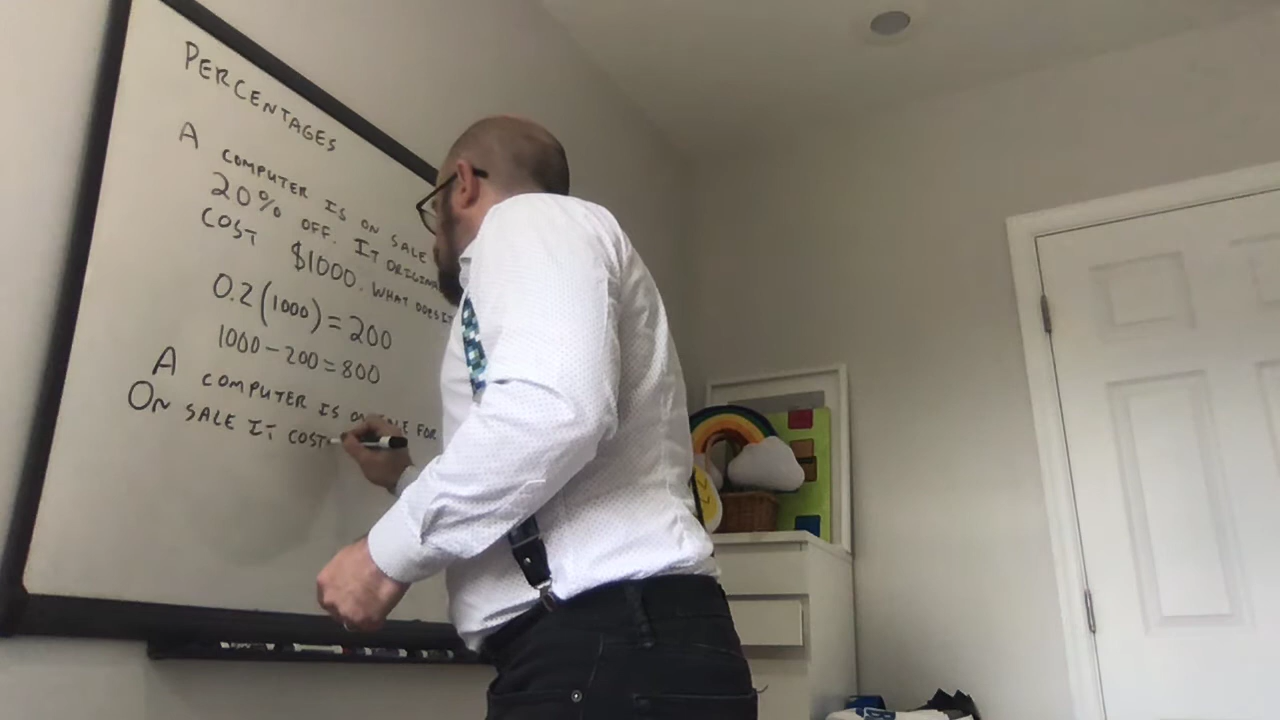 PERCENTAGES
A COMPUTER IS ON SALE
20% OFF. IT ORIGINA
COST $1000. WHAT DOES IT
0.2(1000)=200
1000-200=800
A COMPUTER IS ON SALE FOR
ON SALE IT COST